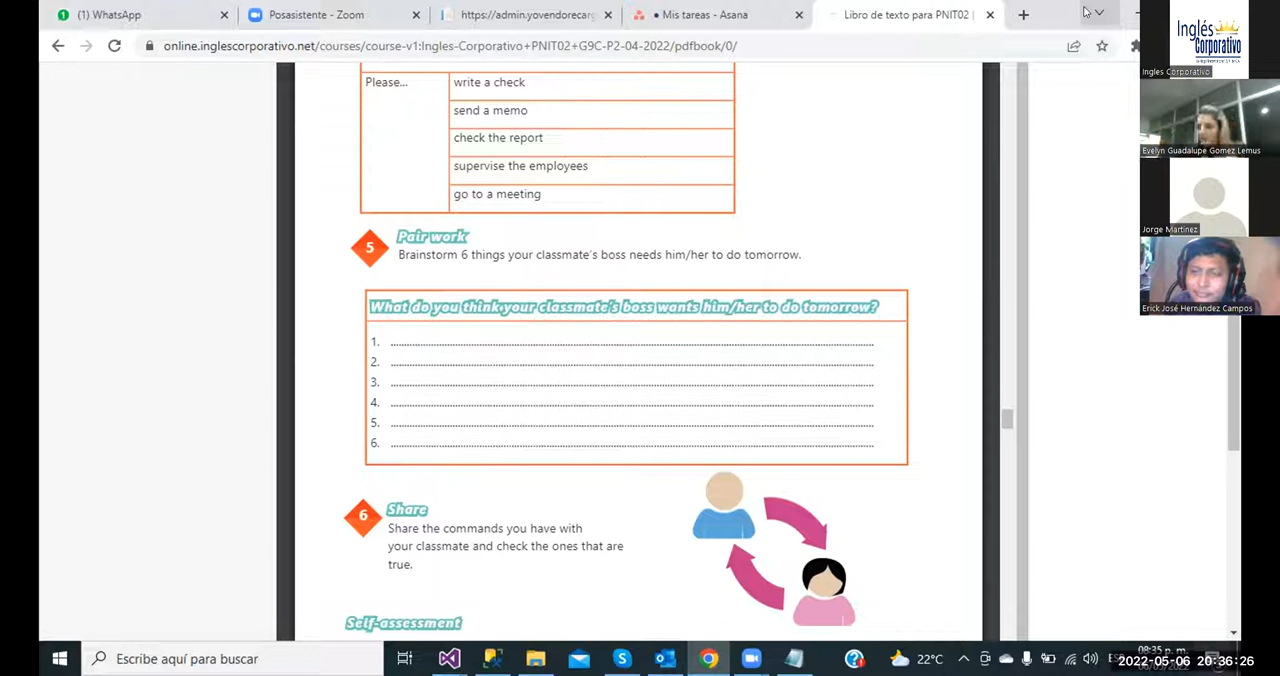 (1) WhatsApp
Posasistente - Zoom
https://admin.yovendorecar
Mis tareas - Asana
Libro de texto para PNIT02 |
online.inglescorporativo.net/courses/course-v1:Ingles-Corporativo+PNIT02+G9C-P2-04-2022/pdfbook/0/
Inglés
Corporativo
Ingles Corporativo
Evelyn Guadalupe Gomez Lemus
Jorge Martinez
Erick José Hernández Campos
Please...
write a check
send a memo
check the report
supervise the employees
go to a meeting
5
Pair work
Brainstorm 6 things your classmate's boss needs him/her to do tomorrow.
What do you think your classmate's boss wants him/her to do tomorrow?
1.
2.
3.
4.
5.
6.
6
Share
Share the commands you have with
your classmate and check the ones that are
true.
Self-assessment
Escribe aquí para buscar
22°C
08:35 p. m.
2022-05-06 20:36:26